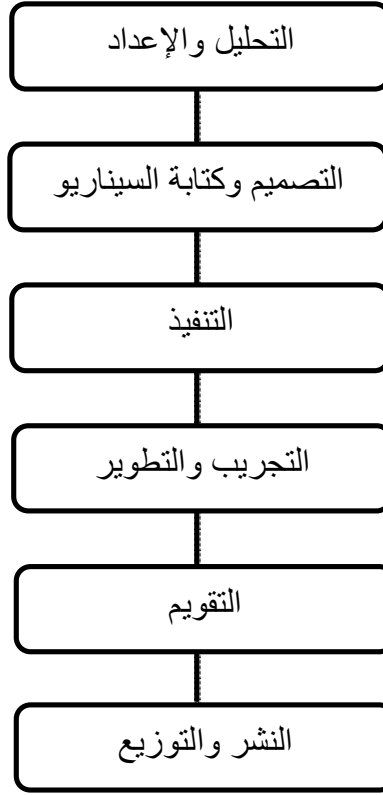 التحليل والإعداد
التصميم وكتابة السيناريو
التنفيذ
التجريب والتطوير
التقويم
النشر والتوزيع